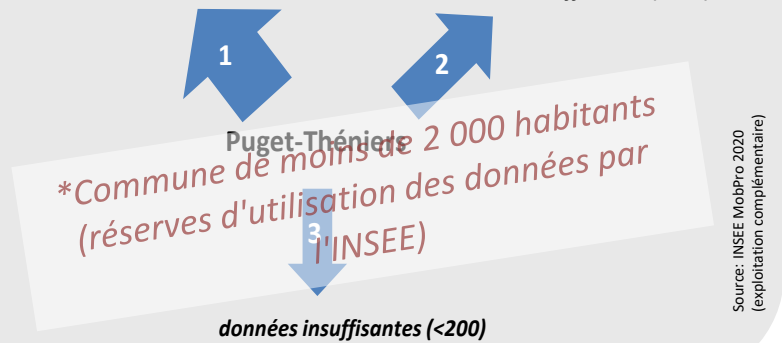 1
2
Puget-Théniers
*Commune de moins de 2 000 habitants
(réserves d'utilisation des données par
l'INSEE)
3
données insuffisantes (<200)
Source: INSEE MobPro 2020
(exploitation complémentaire)